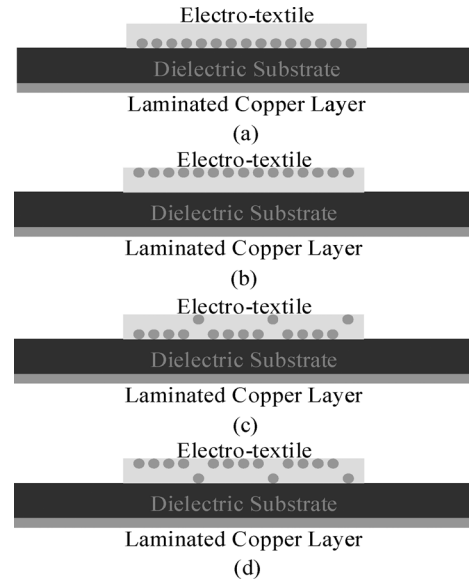 Electro-textile
Dielectric Substrate
Laminated Copper Layer
(a)
Electro-textile
Dielectric Substrate
Laminated Copper Layer
(b)
Electro-textile
Dielectric Substrate
Laminated Copper Layer
(c)
Electro-textile
Dielectric Substrate
Laminated Copper Layer
(d)